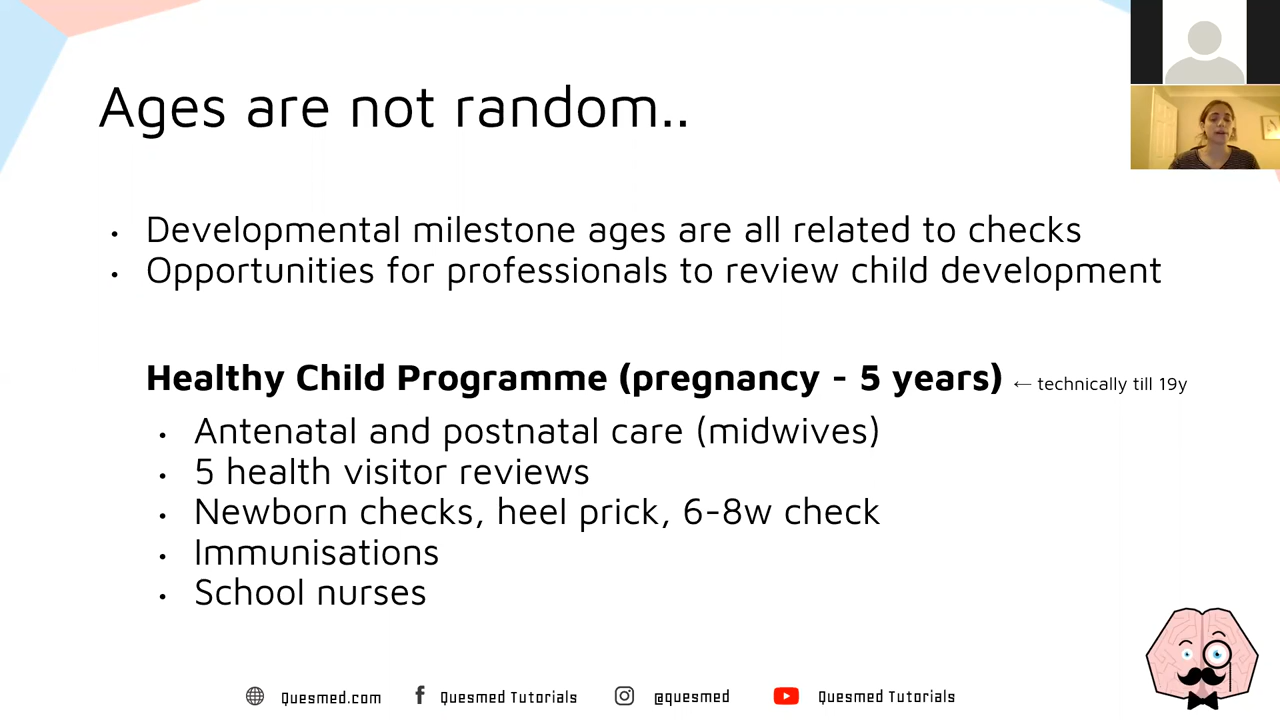 Ages are not random..
Developmental milestone ages are all related to checks
Opportunities for professionals to review child development
Healthy Child Programme (pregnancy - 5 years) ← technically till 19y
Antenatal and postnatal care (midwives)
5 health visitor reviews
Newborn checks, heel prick, 6-8w check
Immunisations
School nurses
Quesmed.com Quesmed Tutorials @quesmed Quesmed Tutorials